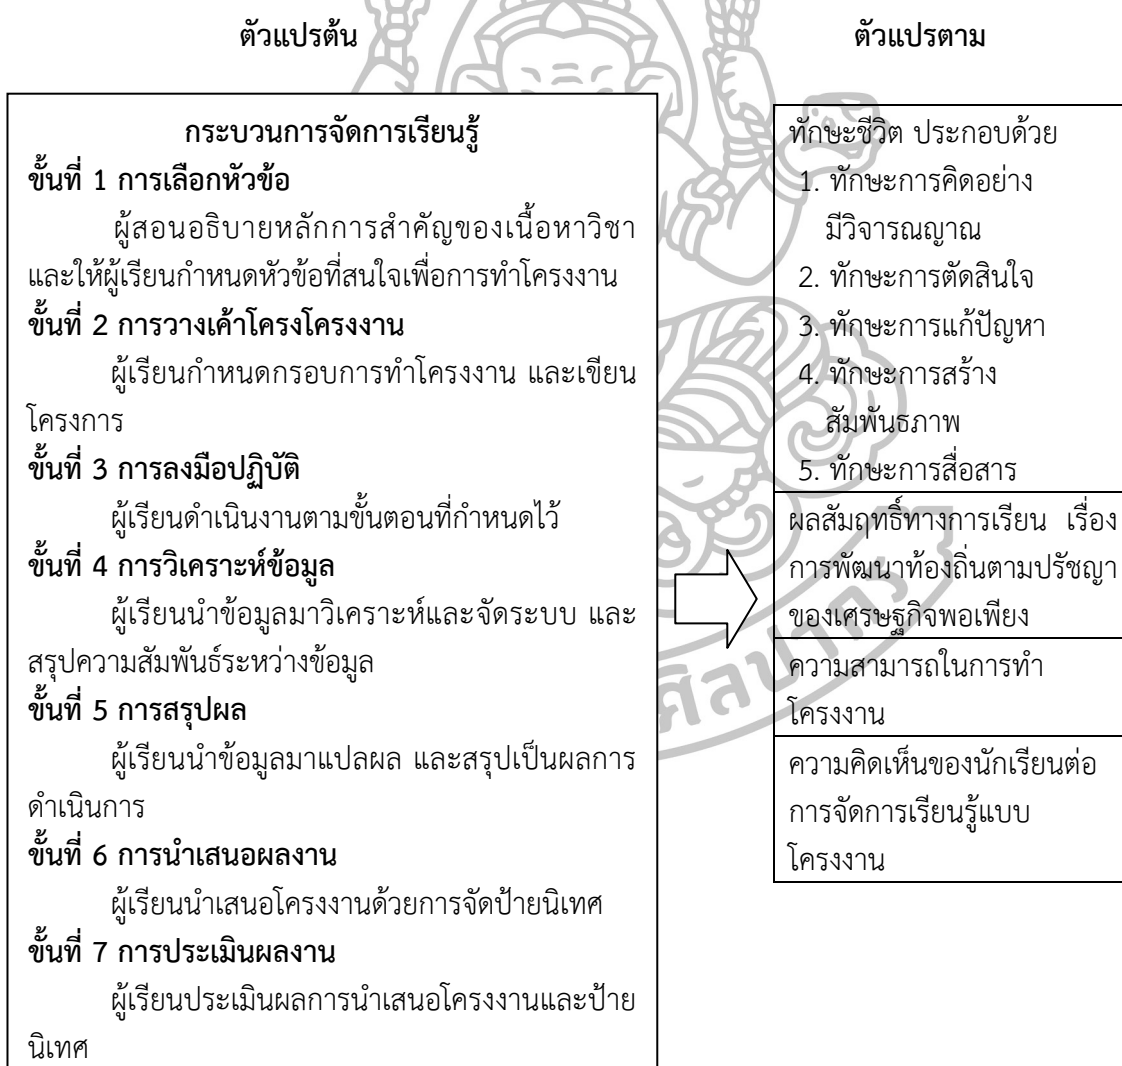 ตัวแปรต้น
ตัวแปรตาม
กระบวนการจัดการเรียนรู้
ขั้นที่ 1 การเลือกหัวข้อ
ผู้สอนอธิบายหลักการสำคัญของเนื้อหาวิชา
และให้ผู้เรียนกำหนดหัวข้อที่สนใจเพื่อการทำโครงงาน
ขั้นที่ 2 การวางเค้าโครงโครงงาน
ผู้เรียนกำหนดกรอบการทำโครงงาน และเขียน
โครงการ
ขั้นที่ 3 การลงมือปฏิบัติ
ผู้เรียนดำเนินงานตามขั้นตอนที่กำหนดไว้
ขั้นที่ 4 การวิเคราะห์ข้อมูล
ผู้เรียนนำข้อมูลมาวิเคราะห์และจัดระบบ และ
สรุปความสัมพันธ์ระหว่างข้อมูล
ขั้นที่ 5 การสรุปผล
ผู้เรียนนำข้อมูลมาแปลผล และสรุปเป็นผลการ
ดำเนินการ
ขั้นที่ 6 การนำเสนอผลงาน
ผู้เรียนนำเสนอโครงงานด้วยการจัดป้ายนิเทศ
ขั้นที่ 7 การประเมินผลงาน
ผู้เรียนประเมินผลการนำเสนอโครงงานและป้าย
นิเทศ
ทักษะชีวิต ประกอบด้วย
1. ทักษะการคิดอย่าง
มีวิจารณญาณ
2. ทักษะการตัดสินใจ
3. ทักษะการแก้ปัญหา
4. ทักษะการสร้าง
สัมพันธภาพ
5. ทักษะการสื่อสาร
ผลสัมฤทธิ์ทางการเรียน เรื่อง
การพัฒนาท้องถิ่นตามปรัชญา
ของเศรษฐกิจพอเพียง
ความสามารถในการทำ
โครงงาน
ความคิดเห็นของนักเรียนต่อ
การจัดการเรียนรู้แบบ
โครงงาน
ศิลปากร